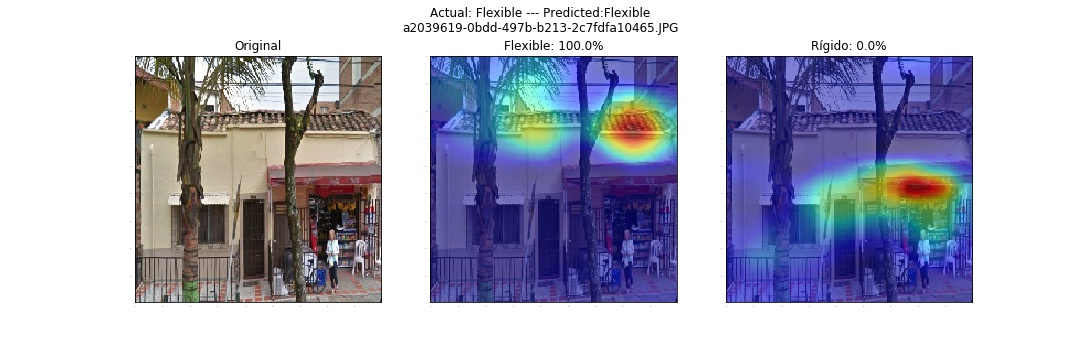 Actual: Flexible --- Predicted:Flexible
a2039619-0bdd-497b-b213-2c7fdfa10465.JPG
Original
Flexible: 100.0%
Rígido: 0.0%